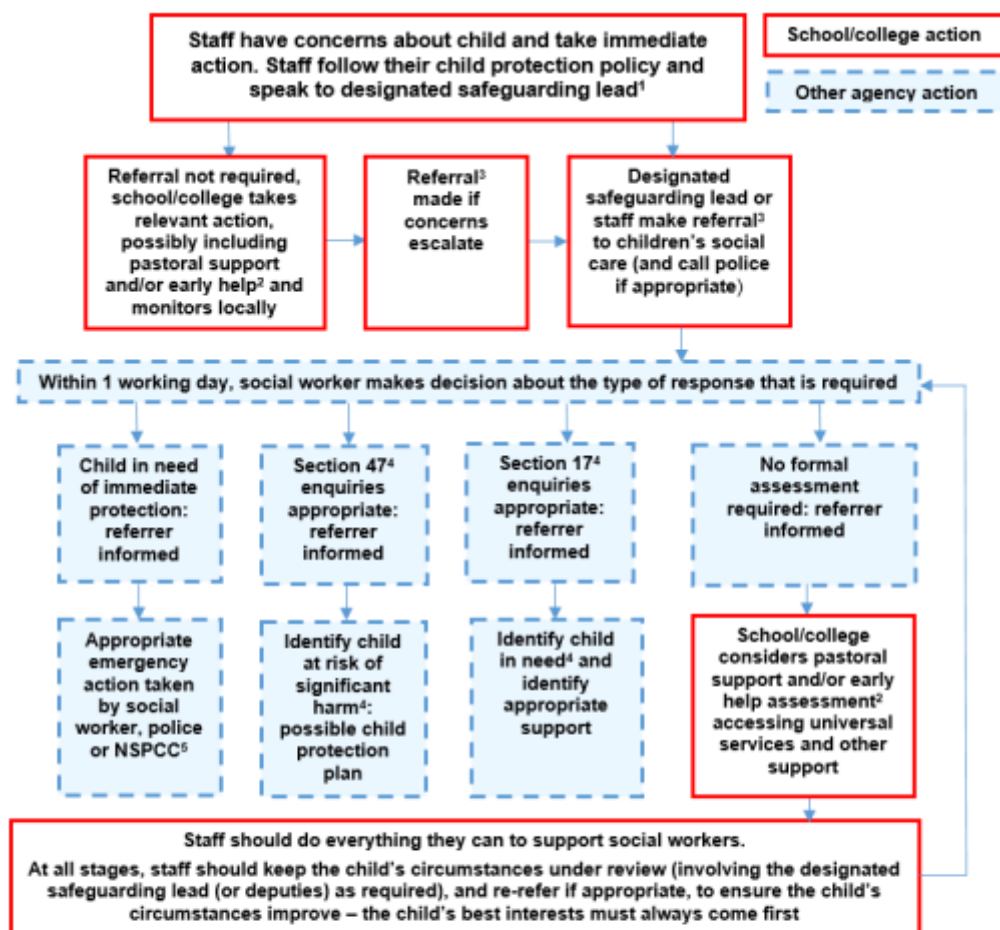 Staff have concerns about child and take immediate
action. Staff follow their child protection policy and
speak to designated safeguarding lead¹
School/college action
Other agency action
Referral not required,
school/college takes
relevant action,
possibly including
pastoral support
and/or early help² and
monitors locally
Referral³
made if
concerns
escalate
Designated
safeguarding lead or
staff make referral³
to children's social
care (and call police
if appropriate)
Within 1 working day, social worker makes decision about the type of response that is required
Child in need
of immediate
protection:
referrer
informed
Section 47⁴
enquiries
appropriate:
referrer
informed
Section 17⁴
enquiries
appropriate:
referrer
informed
No formal
assessment
required: referrer
informed
Appropriate
emergency
action taken
by social
worker, police
or NSPCC⁵
Identify child
at risk of
significant
harm⁴:
possible child
protection
plan
Identify child
in need⁴ and
identify
appropriate
support
School/college
considers pastoral
support and/or early
help assessment²
accessing universal
services and other
support
Staff should do everything they can to support social workers.
At all stages, staff should keep the child's circumstances under review (involving the designated
safeguarding lead (or deputies) as required), and re-refer if appropriate, to ensure the child's
circumstances improve – the child's best interests must always come first